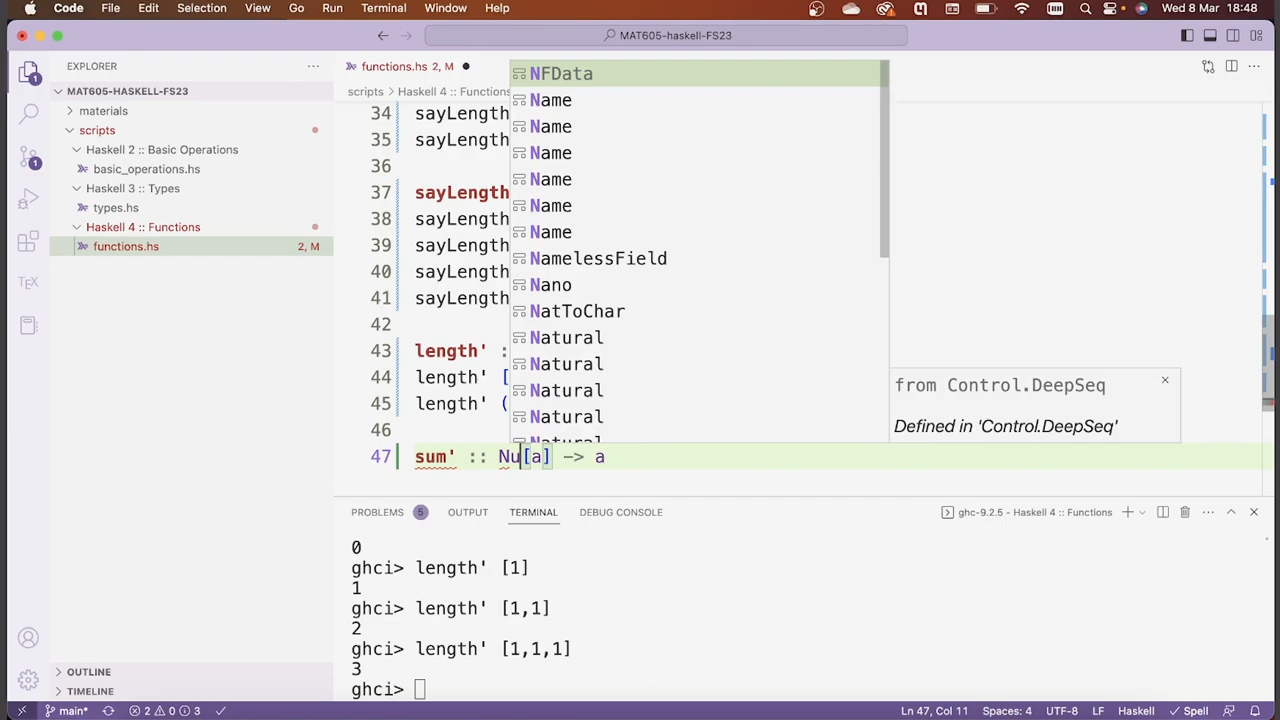 Code File Edit Selection View Go Run Terminal Window Help Wed 8 Mar 18:48
MAT605-haskell-FS23
EXPLORER
MAT605-HASKELL-FS23
materials
scripts
Haskell 2 :: Basic Operations
basic_operations.hs
Haskell 3 :: Types
types.hs
Haskell 4 :: Functions
functions.hs 2, M
OUTLINE
TIMELINE
functions.hs 2, M
scripts > Haskell 4 :: Functions
34 sayLength
35 sayLength
36
37 sayLength
38 sayLength
39 sayLength
40 sayLength
41 sayLength
42
43 length' :
44 length' [
45 length' (
46
47 sum' :: Nu[a] -> a
NFData
Name
Name
Name
Name
Name
Name
NamelessField
Nano
NatToChar
Natural
Natural
Natural
Natural
Natural
from Control.DeepSeq
Defined in 'Control.DeepSeq'
PROBLEMS 5 OUTPUT TERMINAL DEBUG CONSOLE ghc-9.2.5 - Haskell 4 :: Functions
0
ghci> length' [1]
1
ghci> length' [1,1]
2
ghci> length' [1,1,1]
3
ghci>
main* 2 0 3 Ln 47, Col 11 Spaces: 4 UTF-8 LF Haskell Spell